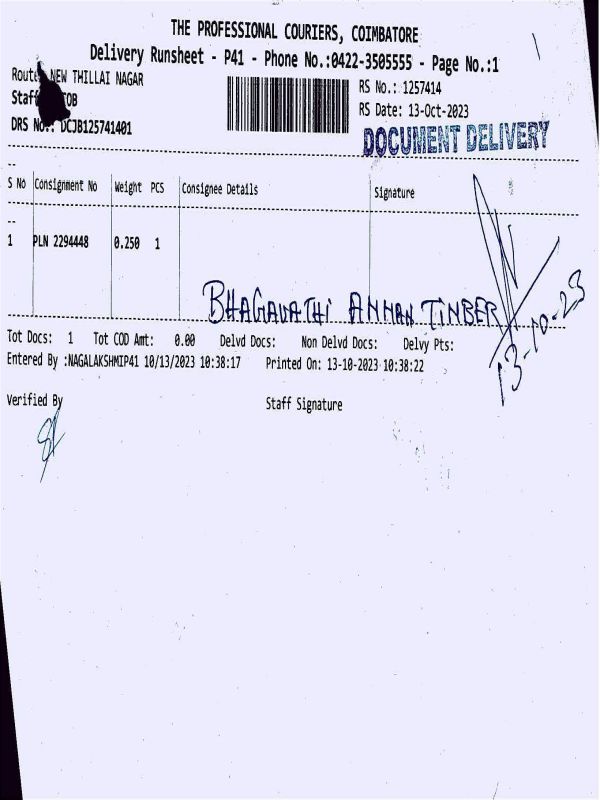 THE PROFESSIONAL COURIERS, COIMBATORE
Delivery Runsheet - P41 - Phone No.:0422-3505555 - Page No.:1
Route: NEW THILLAI NAGAR
RS No.: 1257414
Staff
RS Date: 13-Oct-2023
DRS No.: DCJB125741401
DOCUMENT DELIVERY
S No Consignment No Weight PCS Consignee Details Signature
1 PLN 2294448 0.250 1
BHAGAVATHI AMMAN TIMBER
13-10-23
Tot Docs: 1 Tot COD Amt: 0.00 Delvd Docs: Non Delvd Docs: Delvy Pts:
Entered By :NAGALAKSHMIP41 10/13/2023 10:38:17 Printed On: 13-10-2023 10:38:22
Verified By Staff Signature